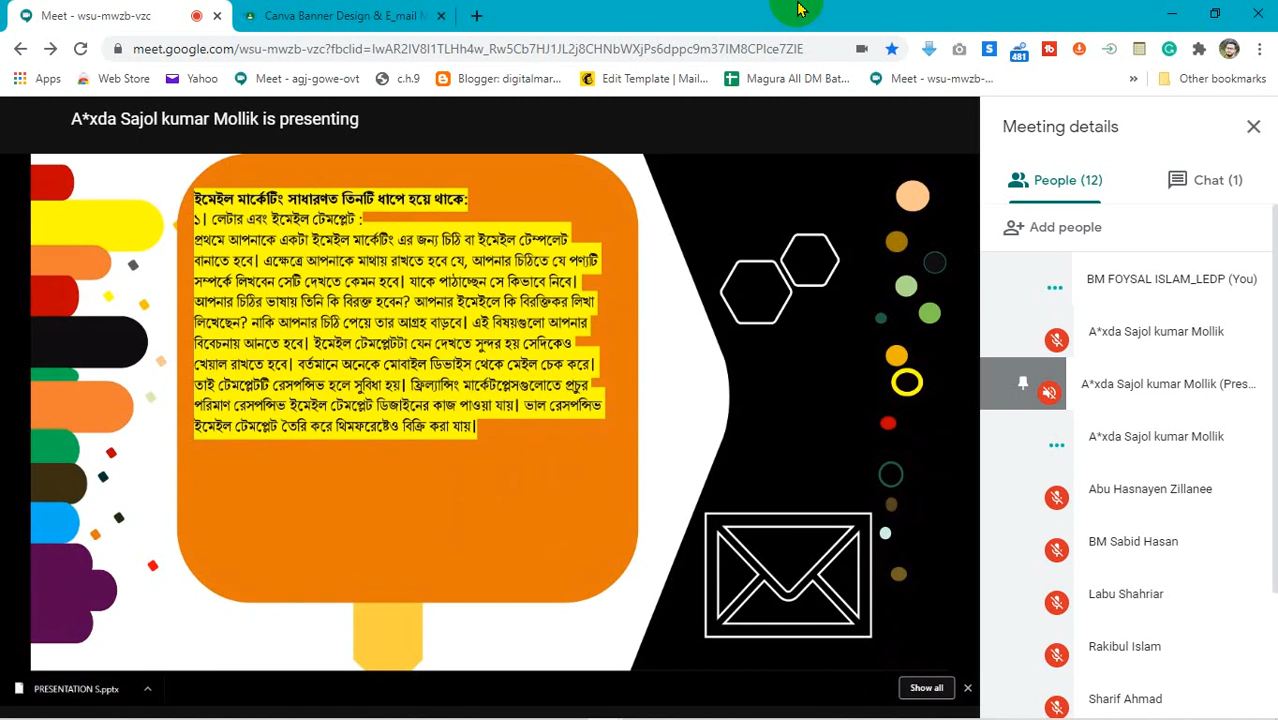 Meet - wsu-mwzb-vzc
Canva Banner Design & E_mail M
meet.google.com/wsu-mwzb-vzc?fbclid=IwAR2IV8I1TLHh4w_Rw5Cb7HJ1JL2j8CHNbWXjPs6dppc9m37IM8CPIce7ZIE
481
Apps
Web Store
Yahoo
Meet - agj-gowe-ovt
c.h.9
Blogger: digitalmar...
Edit Template | Mail...
Magura All DM Bat...
Meet - wsu-mwzb-v...
»
Other bookmarks
A*xda Sajol kumar Mollik is presenting
ইমেইল মার্কেটিং সাধারণত তিনটি ধাপে হয়ে থাকে:
১| লেটার এবং ইমেইল টেমপ্লেট :
প্রথমে আপনাকে একটা ইমেইল মার্কেটিং এর জন্য চিঠি বা ইমেইল টেম্পলেট
বানাতে হবে। এক্ষেত্রে আপনাকে মাথায় রাখতে হবে যে, আপনার চিঠিতে যে পণ্যটি
সম্পর্কে লিখবেন সেটি দেখতে কেমন হবে। যাকে পাঠাচ্ছেন সে কিভাবে নিবে।
আপনার চিঠির ভাষায় তিনি কি বিরক্ত হবেন? আপনার ইমেইলে কি বিরক্তিকর লিখা
লিখেছেন? নাকি আপনার চিঠি পেয়ে তার আগ্রহ বাড়বে। এই বিষয়গুলো আপনার
বিবেচনায় আনতে হবে। ইমেইল টেমপ্লেটটা যেন দেখতে সুন্দর হয় সেদিকেও
খেয়াল রাখতে হবে। বর্তমানে অনেকে মোবাইল ডিভাইস থেকে মেইল চেক করে।
তাই টেমপ্লেটটি রেসপন্সিভ হলে সুবিধা হয়। ফ্রিল্যান্সিং মার্কেটপ্লেসগুলোতে প্রচুর
পরিমাণ রেসপন্সিভ ইমেইল টেমপ্লেট ডিজাইনের কাজ পাওয়া যায়। ভাল রেসপন্সিভ
ইমেইল টেমপ্লেট তৈরি করে থিমফরেষ্টেও বিক্রি করা যায়।
PRESENTATION S.pptx
Show all
Meeting details
People (12)
Chat (1)
Add people
BM FOYSAL ISLAM_LEDP (You)
A*xda Sajol kumar Mollik
A*xda Sajol kumar Mollik (Pres...
A*xda Sajol kumar Mollik
Abu Hasnayen Zillanee
BM Sabid Hasan
Labu Shahriar
Rakibul Islam
Sharif Ahmad